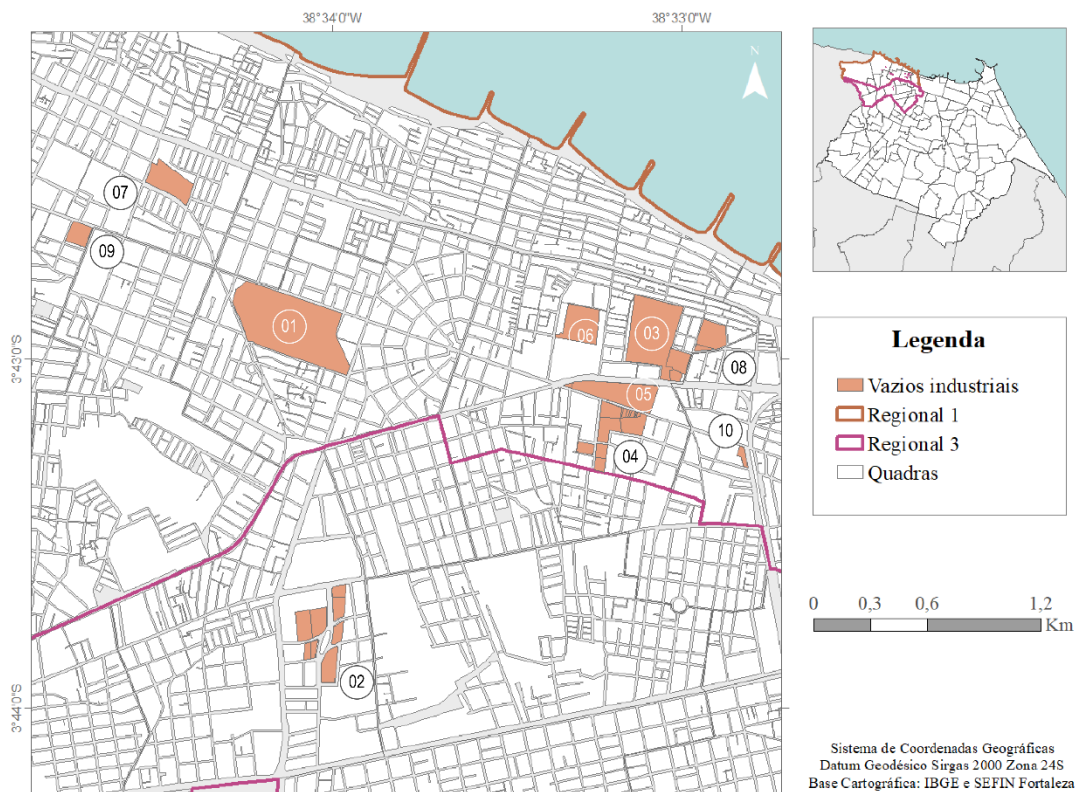 38°34'0"W
38°33'0"W
N
07
09
01
06
03
08
05
10
04
02
3°43'0"S
3°44'0"S
Legenda
Vazios industriais
Regional 1
Regional 3
Quadras
0 0,3 0,6 1,2
Km
Sistema de Coordenadas Geográficas
Datum Geodésico Sirgas 2000 Zona 24S
Base Cartográfica: IBGE e SEFIN Fortaleza